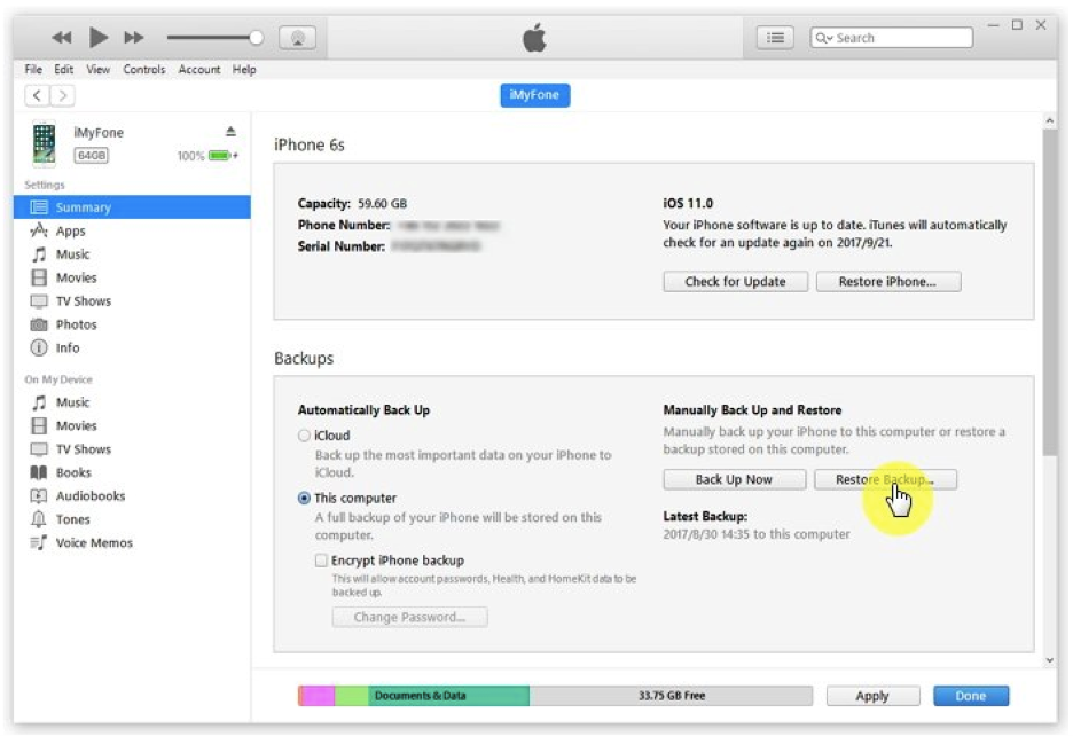 Search
File Edit View Controls Account Help
iMyFone
iMyFone
64GB
100%
Settings
Summary
Apps
Music
Movies
TV Shows
Photos
Info
On My Device
Music
Movies
TV Shows
Books
Audiobooks
Tones
Voice Memos
iPhone 6s
Capacity: 59.60 GB
Phone Number:
Serial Number:
iOS 11.0
Your iPhone software is up to date. iTunes will automatically
check for an update again on 2017/9/21.
Check for Update
Restore iPhone...
Backups
Automatically Back Up
iCloud
Back up the most important data on your iPhone to
iCloud.
This computer
A full backup of your iPhone will be stored on this
computer.
Encrypt iPhone backup
This will allow account passwords, Health, and HomeKit data to be
backed up.
Change Password...
Manually Back Up and Restore
Manually back up your iPhone to this computer or restore a
backup stored on this computer.
Back Up Now
Restore Backup...
Latest Backup:
2017/8/30 14:35 to this computer
Documents & Data
33.75 GB Free
Apply
Done